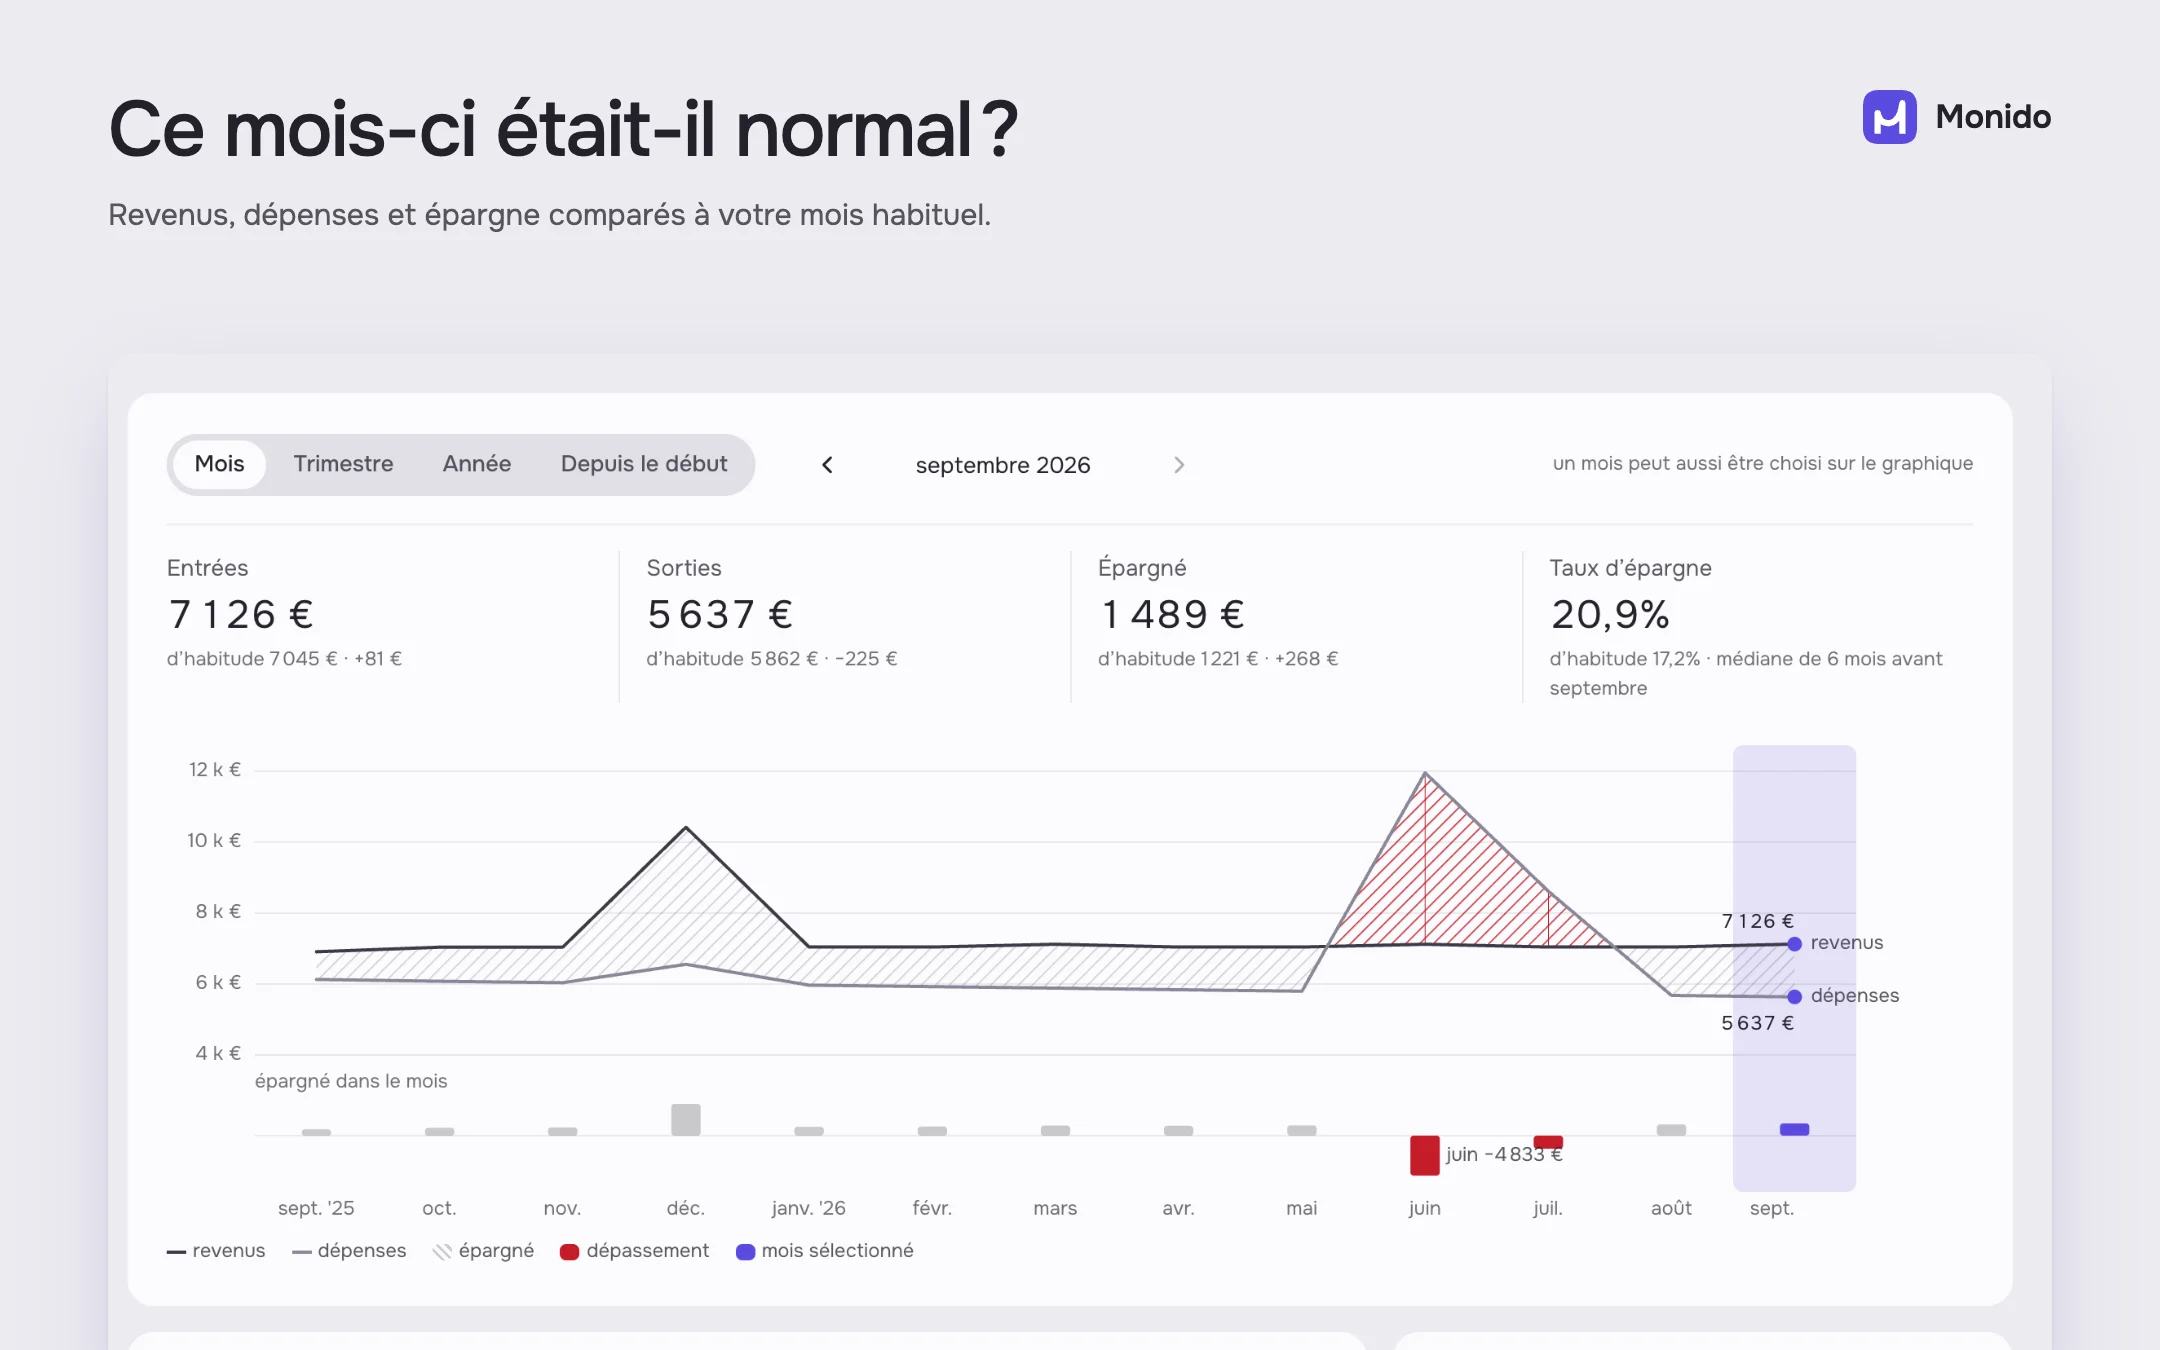 Ce mois-ci était-il normal ?
Monido
Revenus, dépenses et épargne comparés à votre mois habituel.
Mois Trimestre Année Depuis le début
septembre 2026
un mois peut aussi être choisi sur le graphique
Entrées
7 126 €
d’habitude 7 045 € · +81 €
Sorties
5 637 €
d’habitude 5 862 € · −225 €
Épargné
1 489 €
d’habitude 1 221 € · +268 €
Taux d’épargne
20,9%
d’habitude 17,2% · médiane de 6 mois avant
septembre
12 k €
10 k €
8 k €
6 k €
4 k €
7 126 €
revenus
dépenses
5 637 €
épargné dans le mois
juin −4 833 €
sept. '25 oct. nov. déc. janv. '26 févr. mars avr. mai juin juil. août sept.
revenus dépenses épargné dépassement mois sélectionné